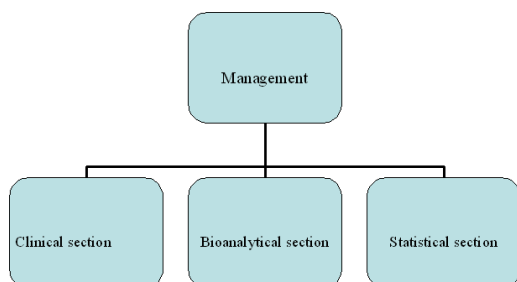 Management
Clinical section
Bioanalytical section
Statistical section